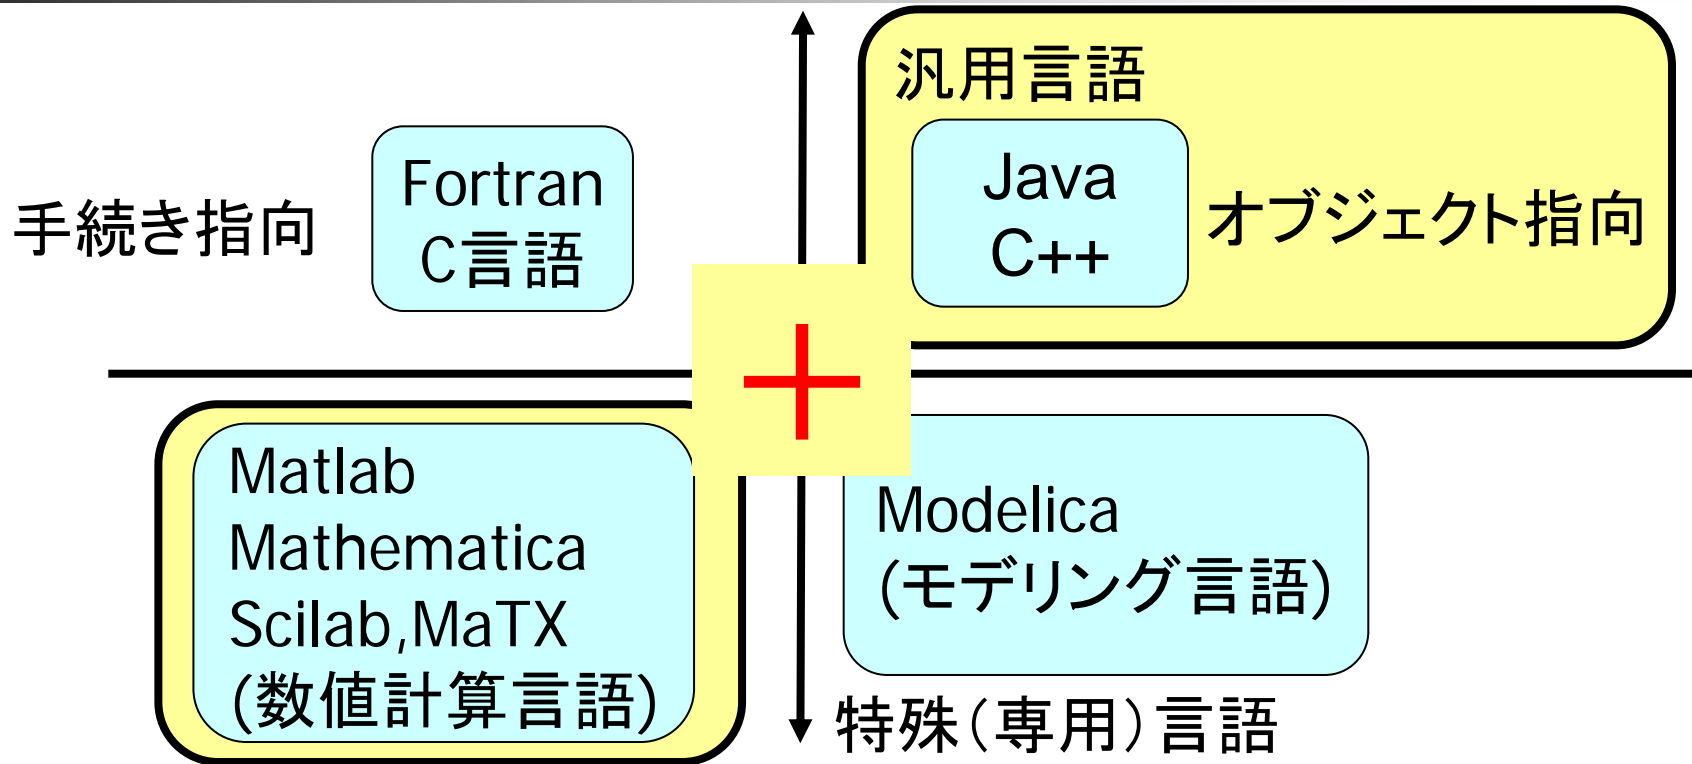 汎用言語
手続き指向
Fortran
C言語
Java
C++
オブジェクト指向
+
Matlab
Mathematica
Scilab,MaTX
(数値計算言語)
Modelica
(モデリング言語)
特殊(専用)言語